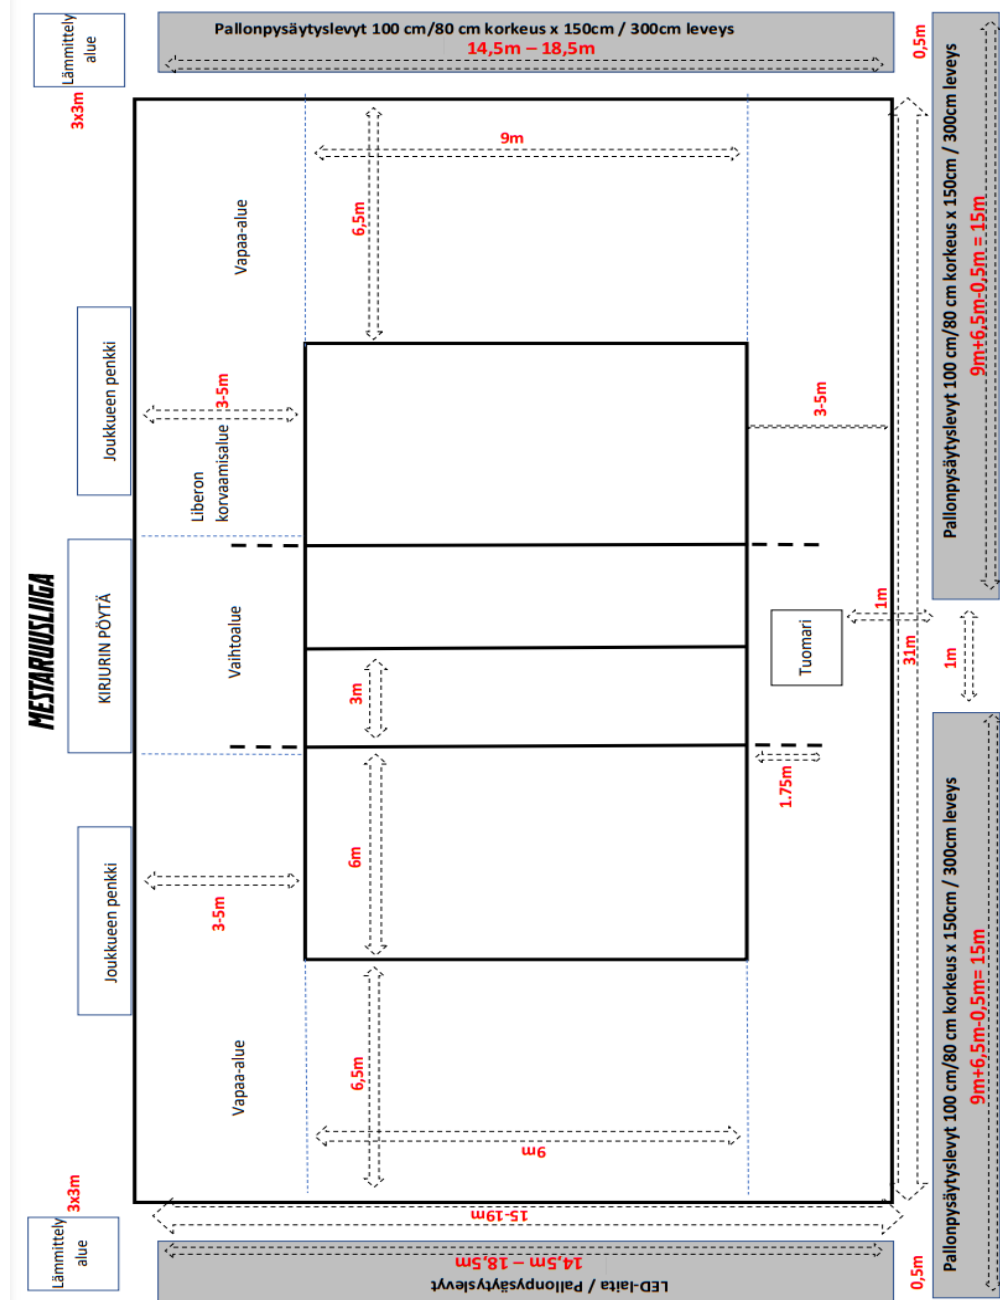 MESTARUUSLIIGA
Lämmittely
alue
3x3m
Joukkueen penkki
KIRJURIN PÖYTÄ
Joukkueen penkki
Lämmittely
alue
3x3m
Pallonpysäytyslevyt 100 cm/80 cm korkeus x 150cm / 300cm leveys
14,5m – 18,5m
0,5m
Vapaa-alue
6,5m
9m
3-5m
Liberon
korvaamisalue
3-5m
Vaihtoalue
3m
Tuomari
1m
31m
1m
1.75m
6m
3-5m
Vapaa-alue
6,5m
9m
15-19m
14,5m – 18,5m
LED-laita / Pallonpysäytyslevyt
0,5m
Pallonpysäytyslevyt 100 cm/80 cm korkeus x 150cm / 300cm leveys
9m+6,5m-0,5m = 15m
Pallonpysäytyslevyt 100 cm/80 cm korkeus x 150cm / 300cm leveys
9m+6,5m-0,5m= 15m